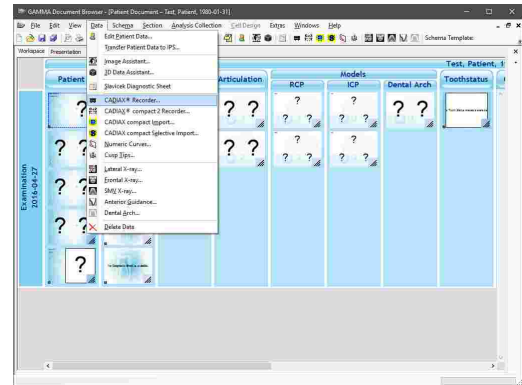 GAMMA Document Browser - [Patient Document - Test, Patient, 1980-01-31]
File Edit View Data Schema Section Analysis Collection Cell Design Extras Windows Help
Schema Template:
Workspace Presentation
Edit Patient Data...
Transfer Patient Data to IPS...
Image Assistant...
3D Data Assistant...
Slavicek Diagnostic Sheet
CADIAX® Recorder...
CADIAX® compact 2 Recorder...
CADIAX compact Import...
CADIAX compact Selective Import...
Numeric Curves...
Cusp Tips...
Lateral X-ray...
Frontal X-ray...
SMV X-ray...
Anterior Guidance...
Dental Arch...
Delete Data
Test, Patient, 1
Patient Articulation Models Toothstatus
RCP ICP Dental Arch
Examination
2016-04-27
? ? ? ? ? ?
? ? ? ? ? ? ? ?
? ? ? ?
? ? ? ? ? ?
? ?
? ?
?